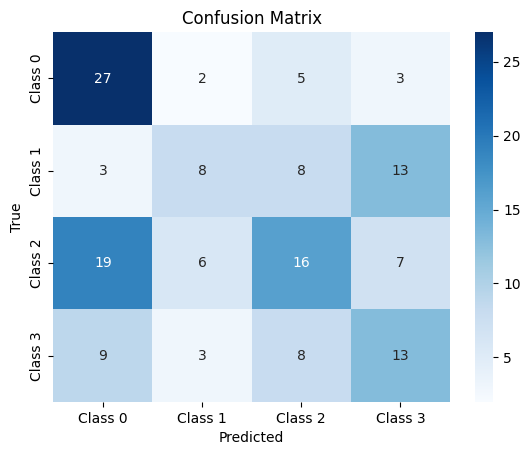 Confusion Matrix
True
Class 0
27 2 5 3
Class 1
3 8 8 13
Class 2
19 6 16 7
Class 3
9 3 8 13
Class 0 Class 1 Class 2 Class 3
Predicted
25
20
15
10
5